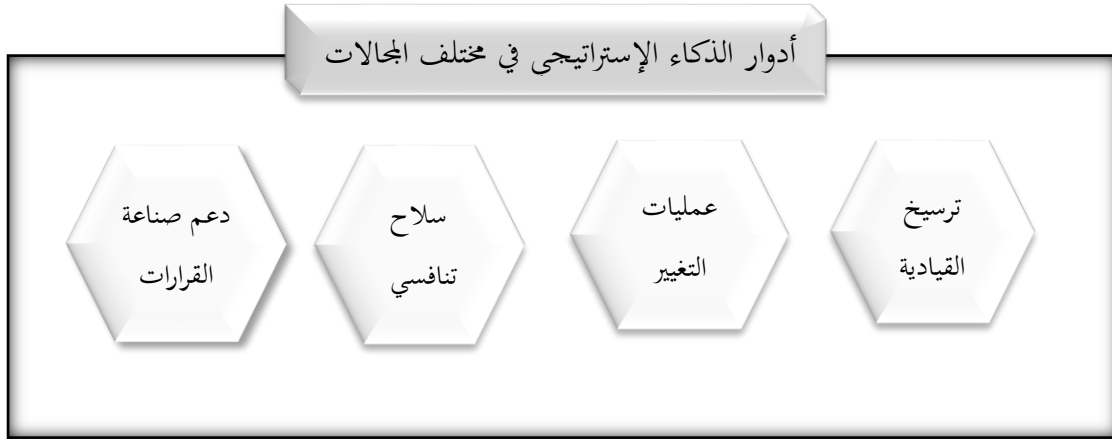 أدوار الذكاء الإستراتيجي في مختلف المجالات
ترسيخ
القيادية
عمليات
التغيير
سلاح
تنافسي
دعم صناعة
القرارات